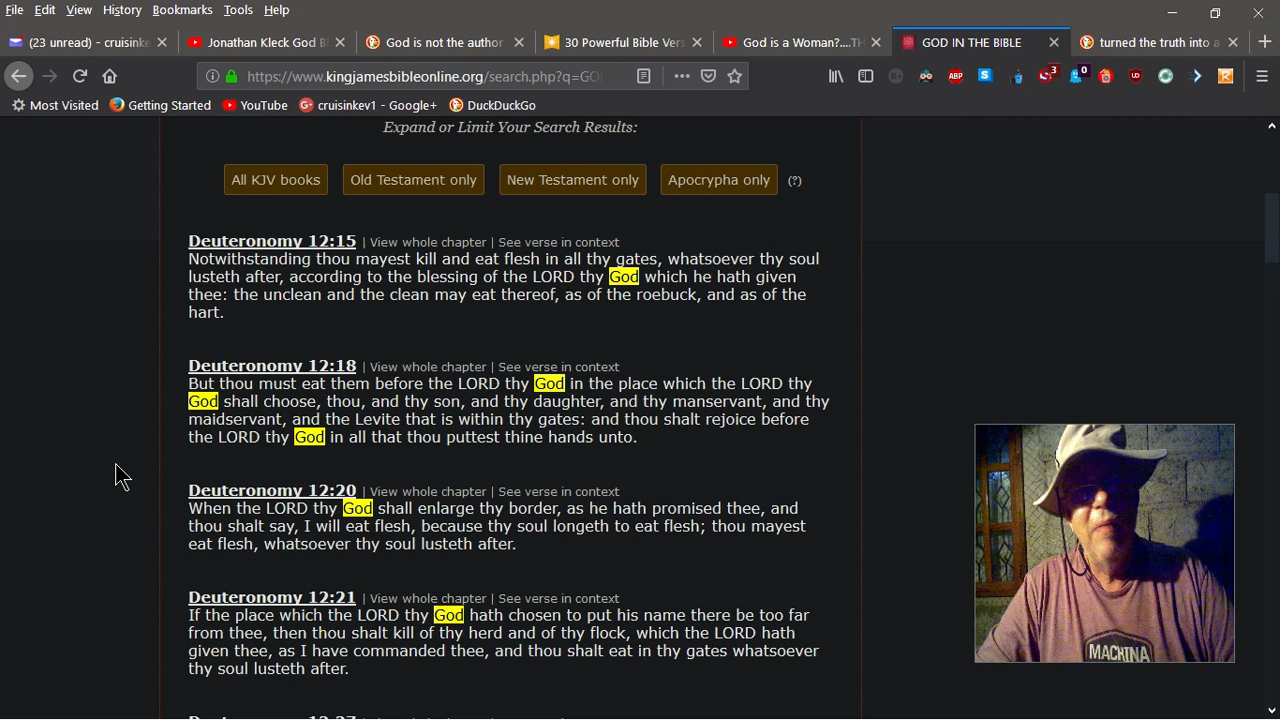 File Edit View History Bookmarks Tools Help
(23 unread) - cruisinke
Jonathan Kleck God B
God is not the author
30 Powerful Bible Ver
God is a Woman?....TH
GOD IN THE BIBLE
turned the truth into a
https://www.kingjamesbibleonline.org/search.php?q=GO
Most Visited Getting Started YouTube cruisinkev1 - Google+ DuckDuckGo
ABP
3
0
Expand or Limit Your Search Results:
All KJV books Old Testament only New Testament only Apocrypha only (?)
Deuteronomy 12:15 | View whole chapter | See verse in context
Notwithstanding thou mayest kill and eat flesh in all thy gates, whatsoever thy soul
lusteth after, according to the blessing of the LORD thy God which he hath given
thee: the unclean and the clean may eat thereof, as of the roebuck, and as of the
hart.
Deuteronomy 12:18 | View whole chapter | See verse in context
But thou must eat them before the LORD thy God in the place which the LORD thy
God shall choose, thou, and thy son, and thy daughter, and thy manservant, and thy
maidservant, and the Levite that is within thy gates: and thou shalt rejoice before
the LORD thy God in all that thou puttest thine hands unto.
Deuteronomy 12:20 | View whole chapter | See verse in context
When the LORD thy God shall enlarge thy border, as he hath promised thee, and
thou shalt say, I will eat flesh, because thy soul longeth to eat flesh; thou mayest
eat flesh, whatsoever thy soul lusteth after.
Deuteronomy 12:21 | View whole chapter | See verse in context
If the place which the LORD thy God hath chosen to put his name there be too far
from thee, then thou shalt kill of thy herd and of thy flock, which the LORD hath
given thee, as I have commanded thee, and thou shalt eat in thy gates whatsoever
thy soul lusteth after.
MACHINA